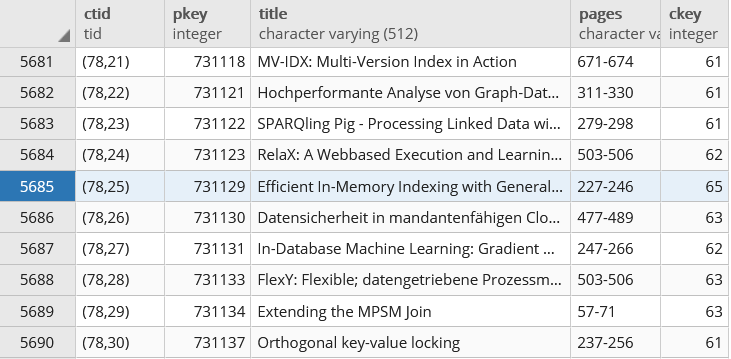 ctid pkey title pages ckey
tid integer character varying (512) character va integer
5681 (78,21) 731118 MV-IDX: Multi-Version Index in Action 671-674 61
5682 (78,22) 731121 Hochperformante Analyse von Graph-Dat... 311-330 61
5683 (78,23) 731122 SPARQling Pig - Processing Linked Data wi... 279-298 61
5684 (78,24) 731123 RelaX: A Webbased Execution and Learnin... 503-506 62
5685 (78,25) 731129 Efficient In-Memory Indexing with General... 227-246 65
5686 (78,26) 731130 Datensicherheit in mandantenfähigen Clo... 477-489 63
5687 (78,27) 731131 In-Database Machine Learning: Gradient ... 247-266 62
5688 (78,28) 731133 FlexY: Flexible; datengetriebene Prozessm... 503-506 63
5689 (78,29) 731134 Extending the MPSM Join 57-71 63
5690 (78,30) 731137 Orthogonal key-value locking 237-256 61